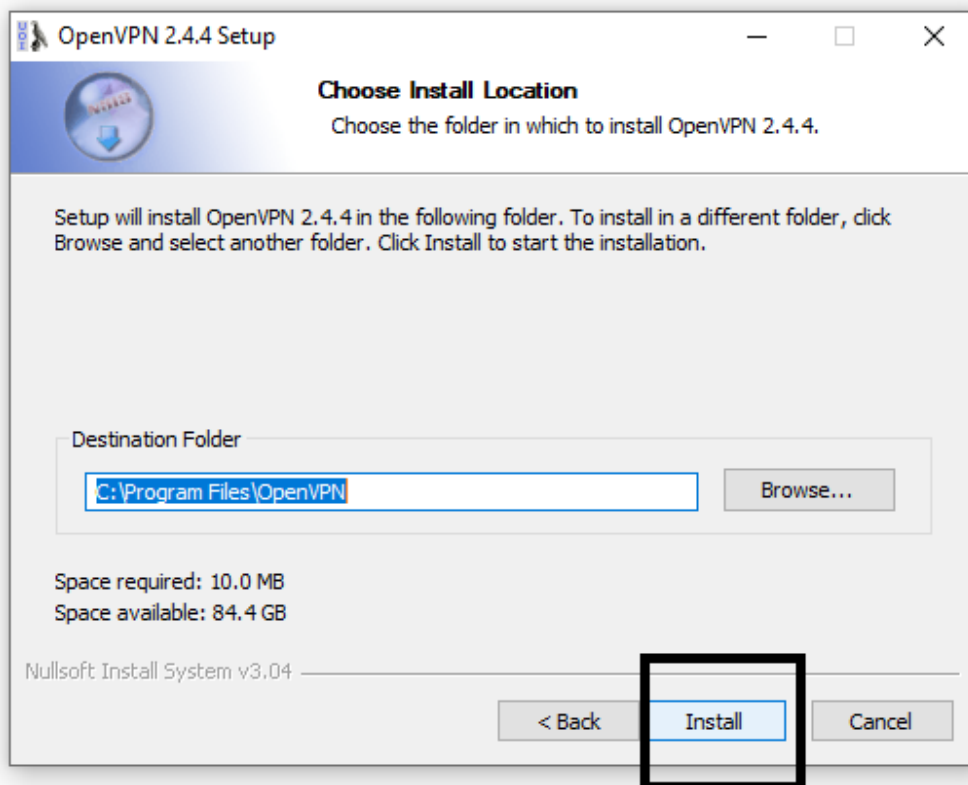 OpenVPN 2.4.4 Setup
Choose Install Location
Choose the folder in which to install OpenVPN 2.4.4.
Setup will install OpenVPN 2.4.4 in the following folder. To install in a different folder, click
Browse and select another folder. Click Install to start the installation.
Destination Folder
C:\Program Files\OpenVPN
Browse...
Space required: 10.0 MB
Space available: 84.4 GB
Nullsoft Install System v3.04
< Back
Install
Cancel